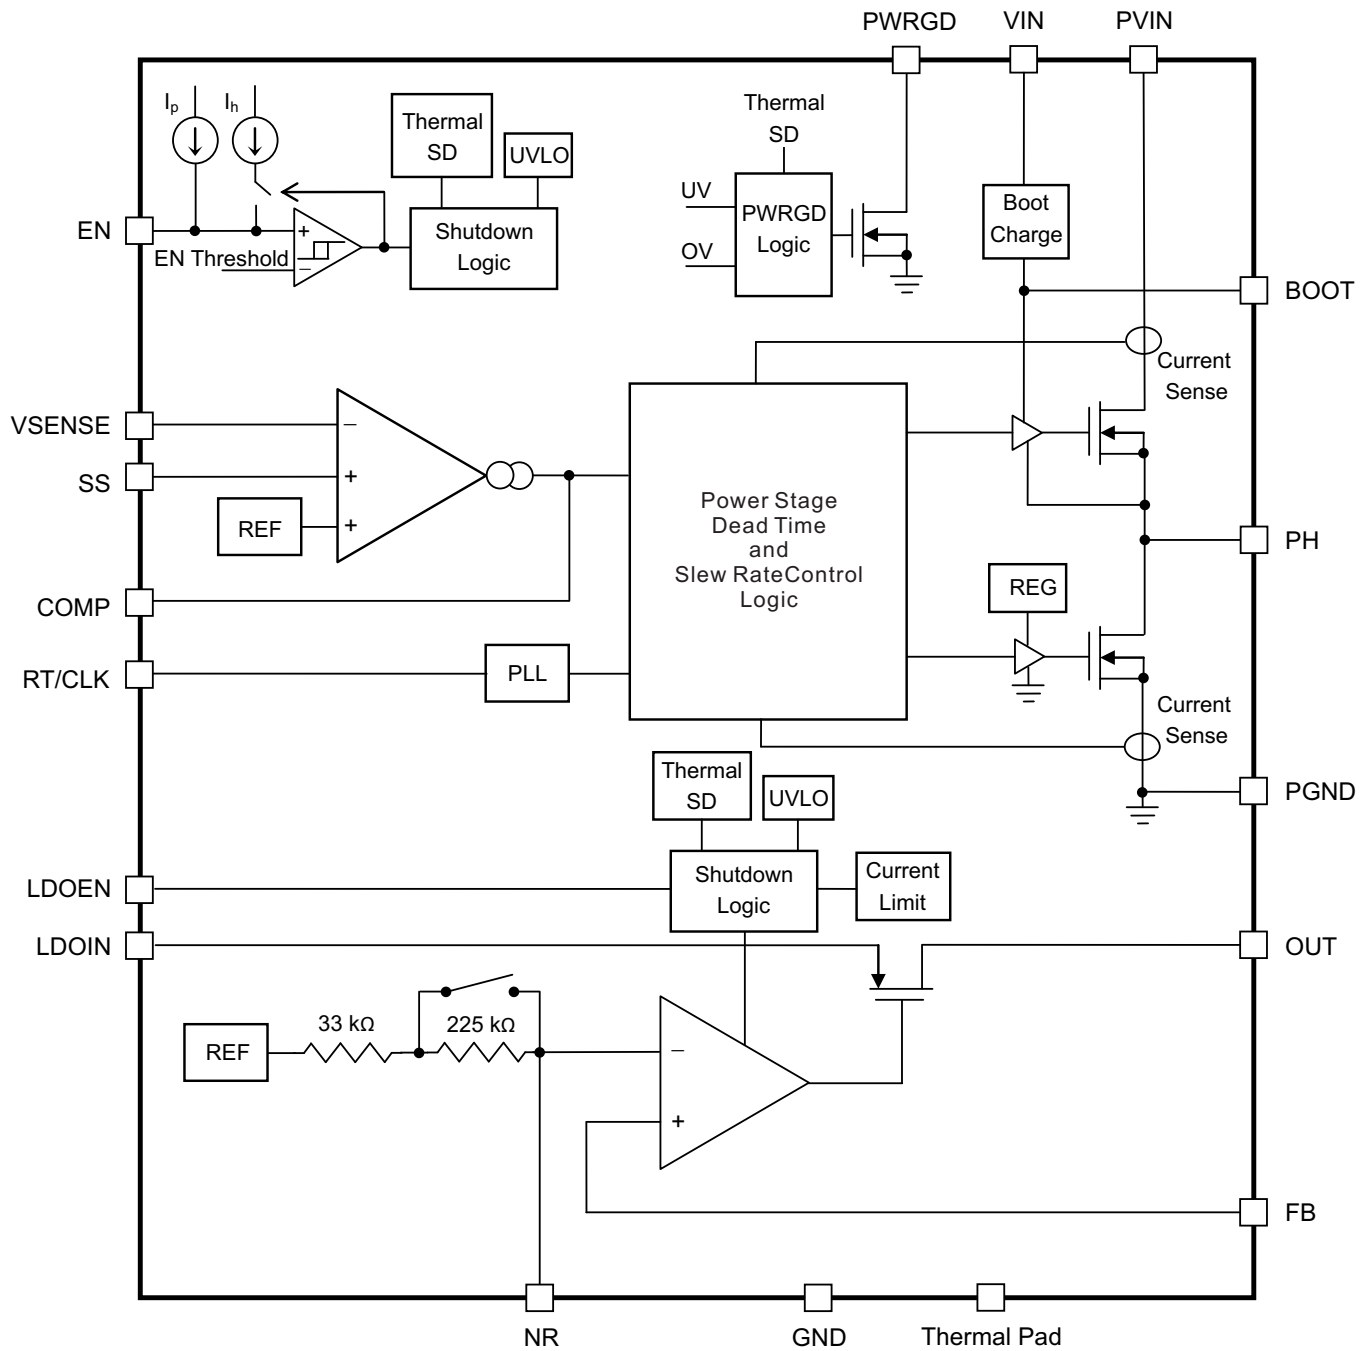 PWRGD VIN PVIN
Ip Ih
Thermal
SD
UVLO
Thermal
SD
EN
+
EN Threshold
−
Shutdown
Logic
UV
OV
PWRGD
Logic
Boot
Charge
BOOT
Current
Sense
VSENSE
−
SS
+
REF
+
COMP
RT/CLK
PLL
Power Stage
Dead Time
and
Slew RateControl
Logic
PH
REG
Current
Sense
PGND
Thermal
SD
UVLO
LDOEN
Shutdown
Logic
Current
Limit
LDOIN
OUT
REF
33 kΩ
225 kΩ
−
+
FB
NR
GND
Thermal Pad